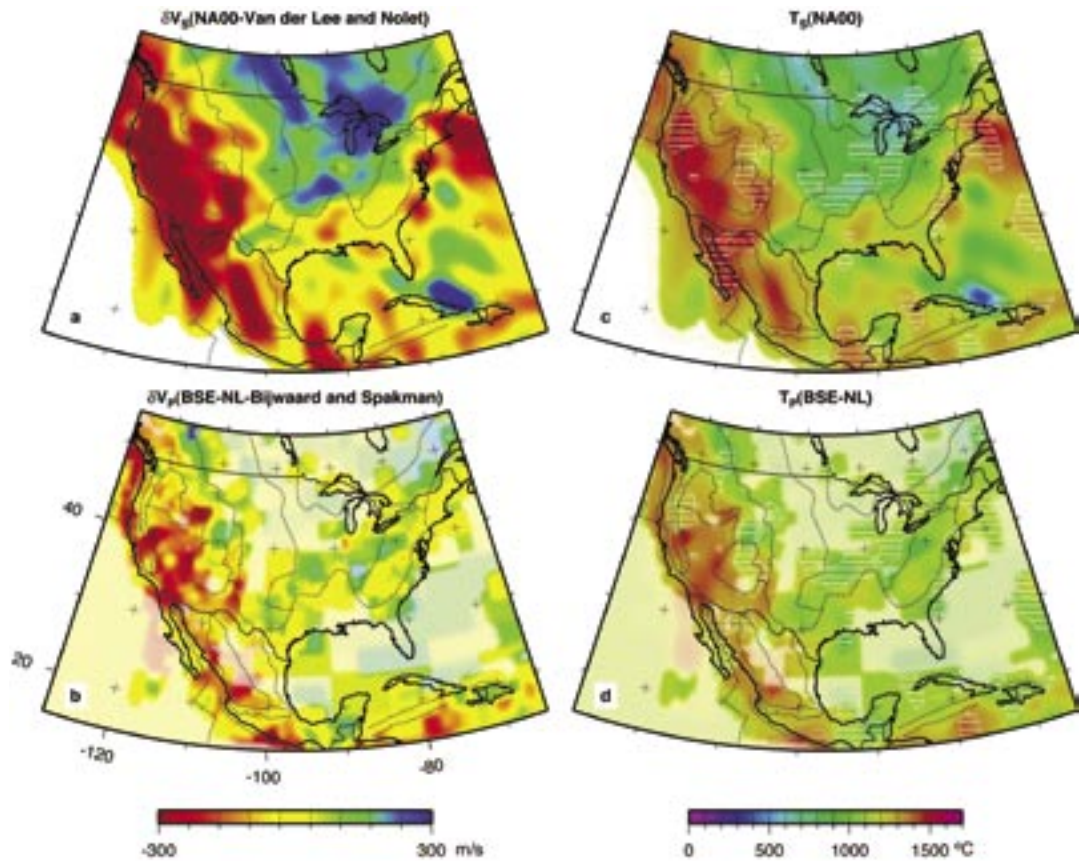 δVS(NA00-Van der Lee and Nolet)
TS(NA00)
a
c
δVP(BSE-NL-Bijwaard and Spakman)
TP(BSE-NL)
40
20
b
d
-120
-100
-80
-300 300 m/s
0 500 1000 1500 ºC